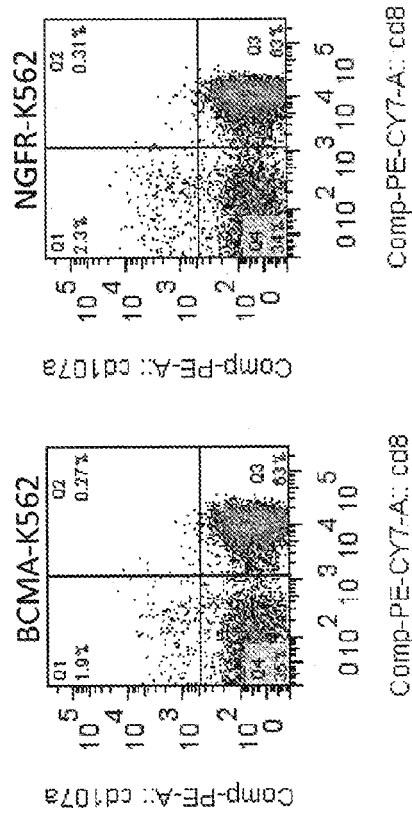 NGFR-K562
Q1
2.3%
Q2
0.31%
Q3
63%
Q4
34%
10^5
10^4
10^3
10^2
0
0 10^2 10^3 10^4 10^5
Comp-PE-A:: cd107a
Comp-PE-CY7-A:: cd8
BCMA-K562
Q1
1.9%
Q2
0.27%
Q3
63%
Q4
10^5
10^4
10^3
10^2
0
0 10^2 10^3 10^4 10^5
Comp-PE-A:: cd107a
Comp-PE-CY7-A:: cd8